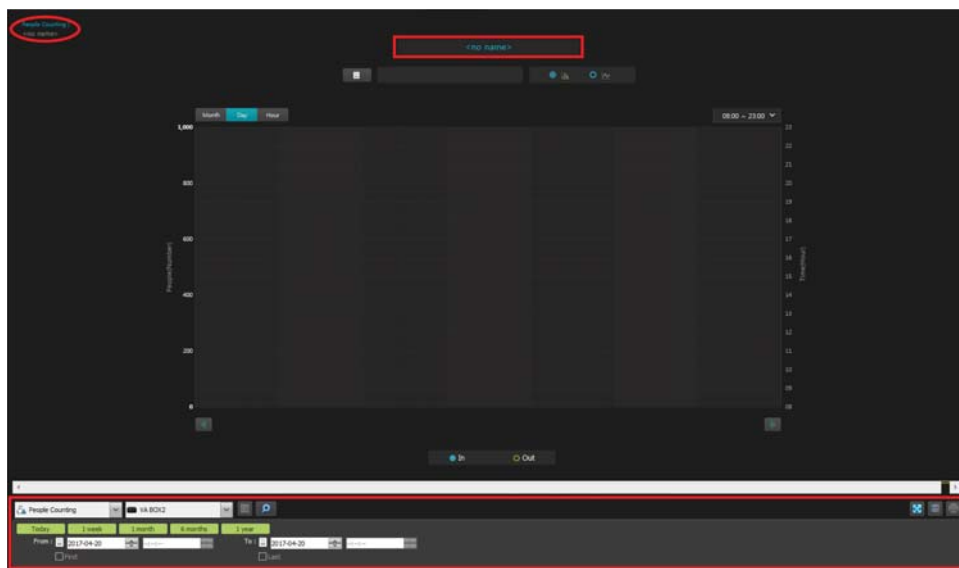 People Counting :
<no marker>
<no name>
Month Day Hour
08:00 ~ 23:00
1,000
800
600
400
200
0
People(Number)
23
22
21
20
19
18
17
16
15
14
13
12
11
10
09
08
Time(Hour)
In Out
People Counting VA BOX2
Today 1 week 1 month 6 months 1 year
From : 2017-04-20 --:--:-- To : 2017-04-20 --:--:--
First Last